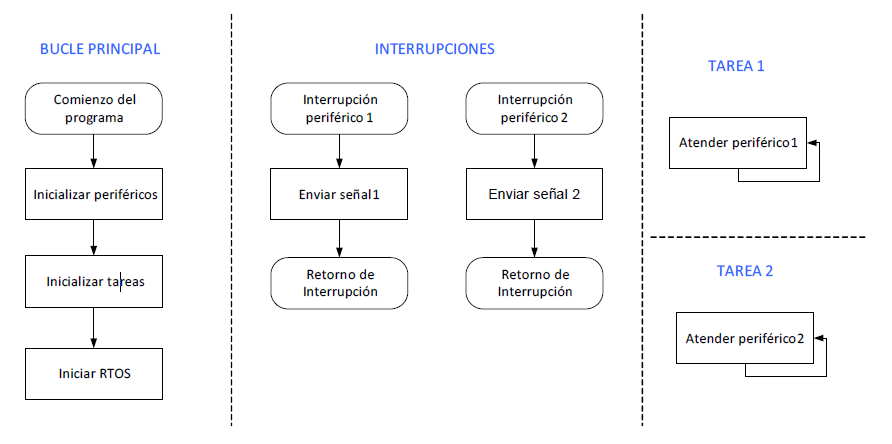 BUCLE PRINCIPAL
Comienzo del
programa
Inicializar periféricos
Inicializar tareas
Iniciar RTOS
INTERRUPCIONES
Interrupción
periférico 1
Enviar señal1
Retorno de
Interrupción
Interrupción
periférico 2
Enviar señal 2
Retorno de
Interrupción
TAREA 1
Atender periférico1
TAREA 2
Atender periférico2